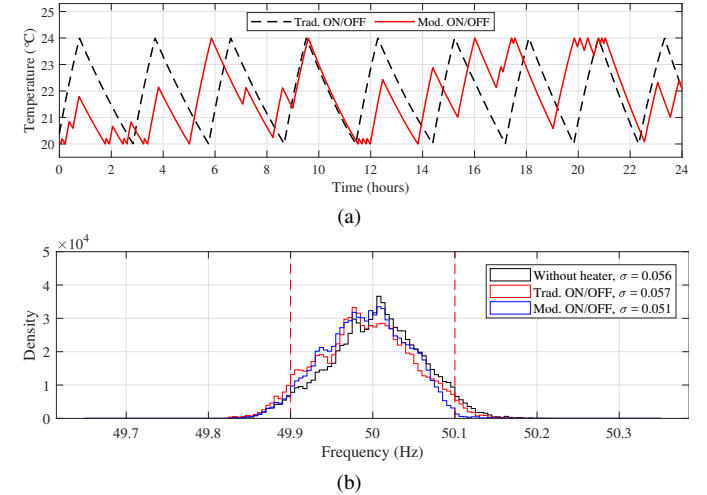 25
24
23
22
21
20
Temperature (°C)
Trad. ON/OFF Mod. ON/OFF
0 2 4 6 8 10 12 14 16 18 20 22 24
Time (hours)
(a)
×10⁴
5
4
3
2
1
0
Density
Without heater, σ = 0.056
Trad. ON/OFF, σ = 0.057
Mod. ON/OFF, σ = 0.051
49.7 49.8 49.9 50 50.1 50.2 50.3
Frequency (Hz)
(b)